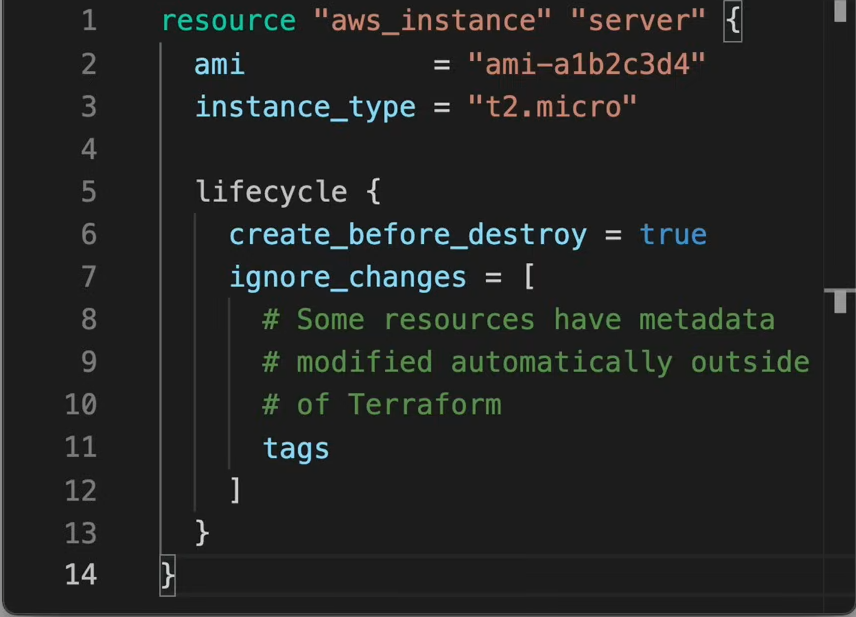 1 resource "aws_instance" "server" {
2   ami           = "ami-a1b2c3d4"
3   instance_type = "t2.micro"
4
5   lifecycle {
6     create_before_destroy = true
7     ignore_changes = [
8       # Some resources have metadata
9       # modified automatically outside
10       # of Terraform
11       tags
12     ]
13   }
14 }